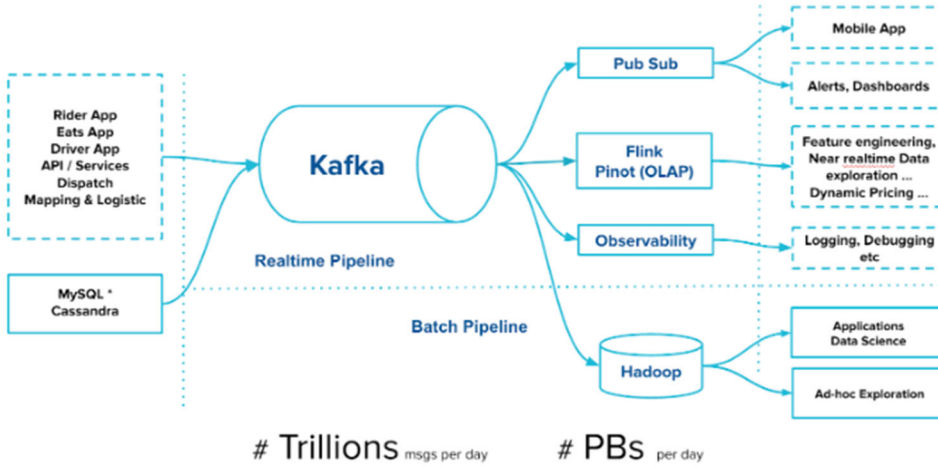 Rider App
Eats App
Driver App
API / Services
Dispatch
Mapping & Logistic
MySQL *
Cassandra
Kafka
Realtime Pipeline
Batch Pipeline
Pub Sub
Flink
Pinot (OLAP)
Observability
Hadoop
Mobile App
Alerts, Dashboards
Feature engineering,
Near realtime Data
exploration ...
Dynamic Pricing ...
Logging, Debugging
etc
Applications
Data Science
Ad-hoc Exploration
# Trillions msgs per day
# PBs per day